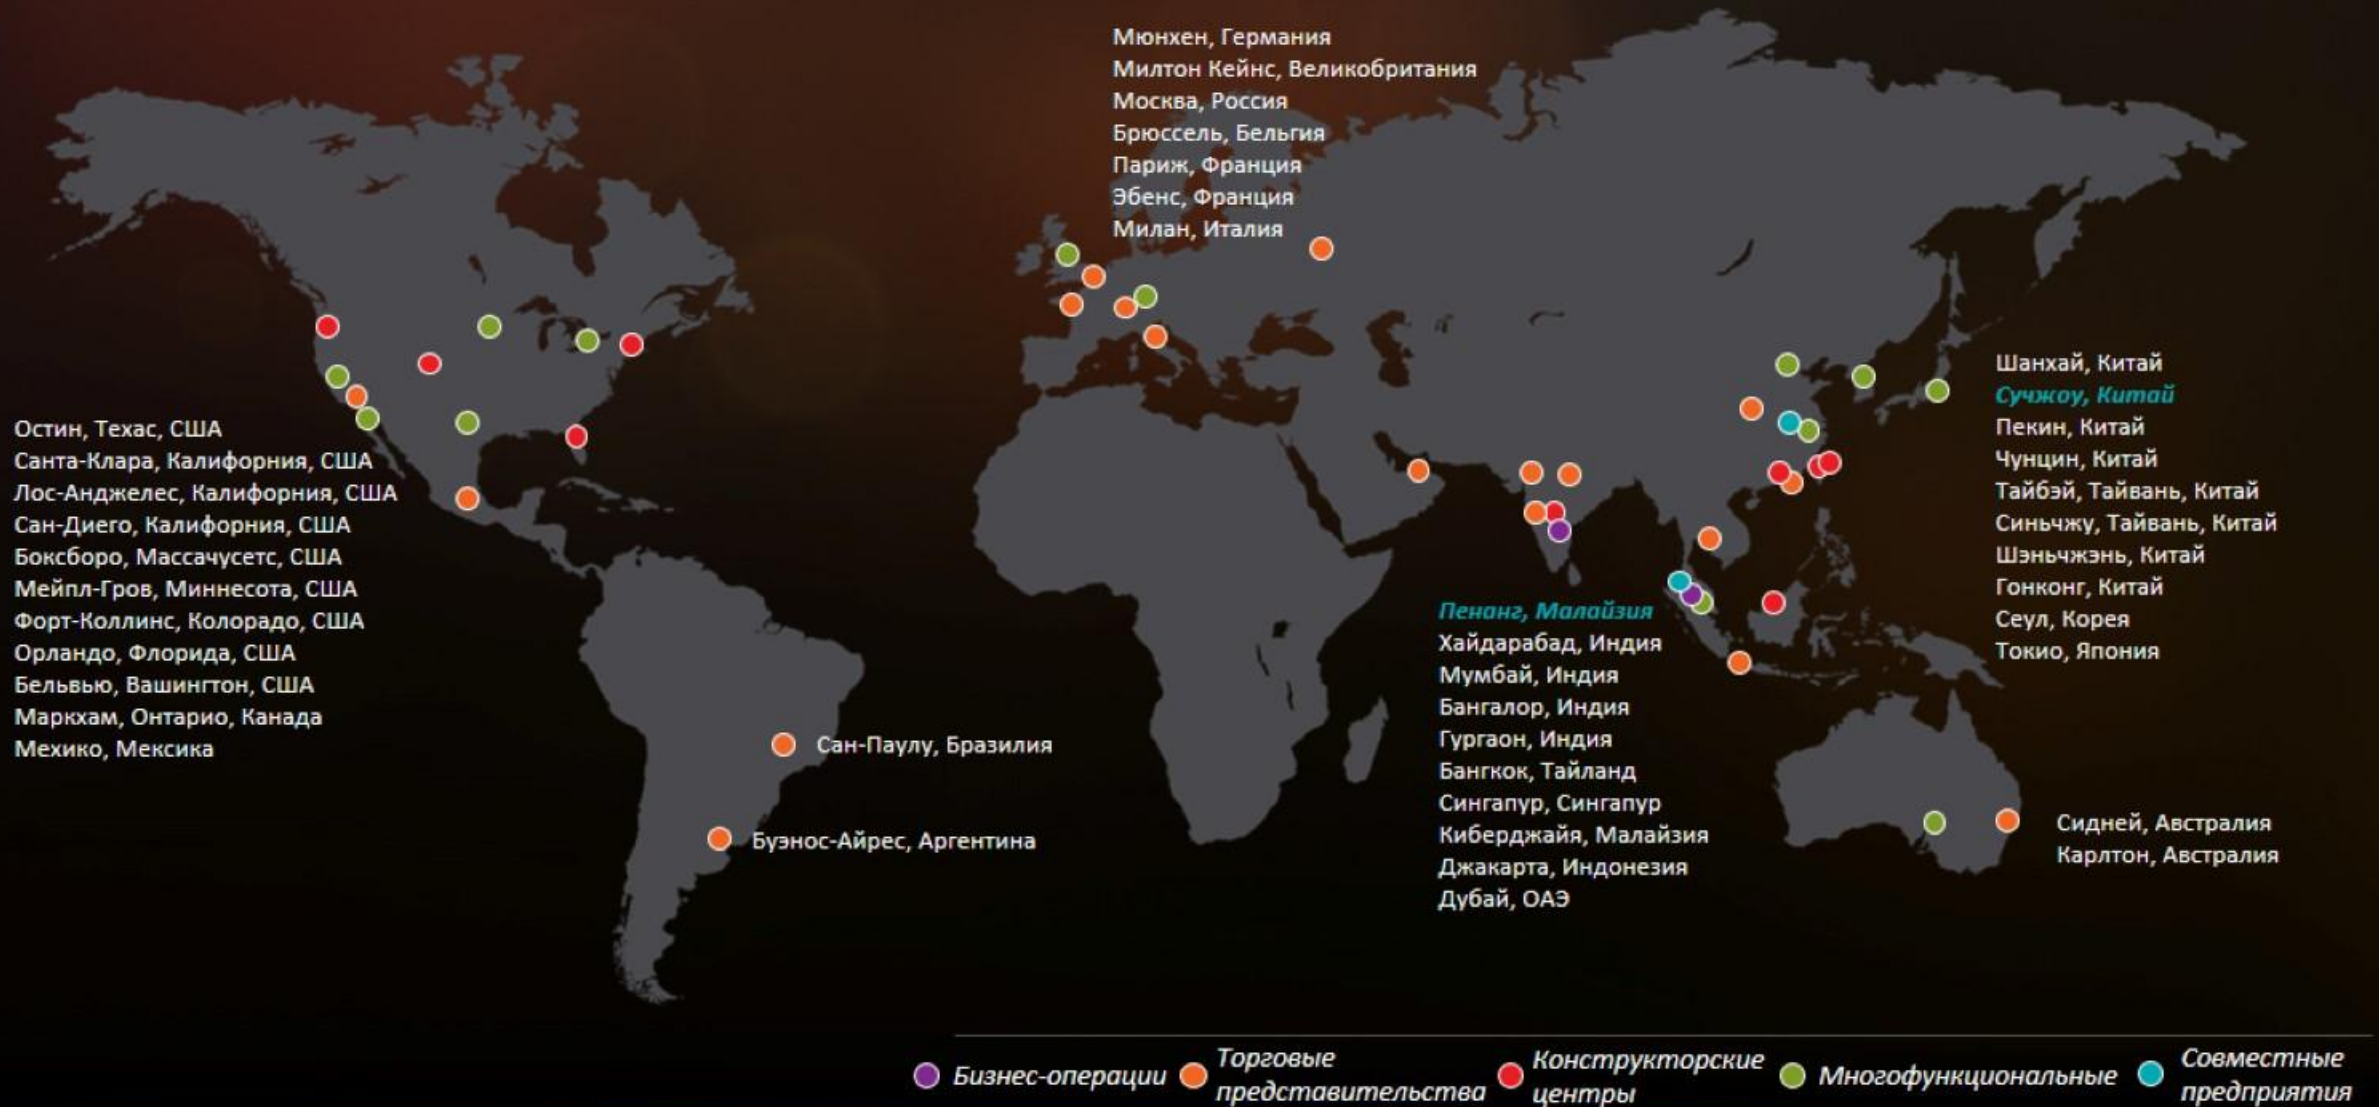 Мюнхен, Германия
Милтон Кейнс, Великобритания
Москва, Россия
Брюссель, Бельгия
Париж, Франция
Эбенс, Франция
Милан, Италия
Остин, Техас, США
Санта-Клара, Калифорния, США
Лос-Анджелес, Калифорния, США
Сан-Диего, Калифорния, США
Боксборо, Массачусетс, США
Мейпл-Гров, Миннесота, США
Форт-Коллинс, Колорадо, США
Орландо, Флорида, США
Бельвью, Вашингтон, США
Маркхам, Онтарио, Канада
Мехико, Мексика
Сан-Паулу, Бразилия
Буэнос-Айрес, Аргентина
Пенанг, Малайзия
Хайдарабад, Индия
Мумбай, Индия
Бангалор, Индия
Гургаон, Индия
Бангкок, Тайланд
Сингапур, Сингапур
Киберджайя, Малайзия
Джакарта, Индонезия
Дубай, ОАЭ
Шанхай, Китай
Сучжоу, Китай
Пекин, Китай
Чунцин, Китай
Тайбэй, Тайвань, Китай
Синьчжу, Тайвань, Китай
Шэньчжэнь, Китай
Гонконг, Китай
Сеул, Корея
Токио, Япония
Сидней, Австралия
Карлтон, Австралия
Бизнес-операции
Торговые
представительства
Конструкторские
центры
Многофункциональные
Совместные
предприятия